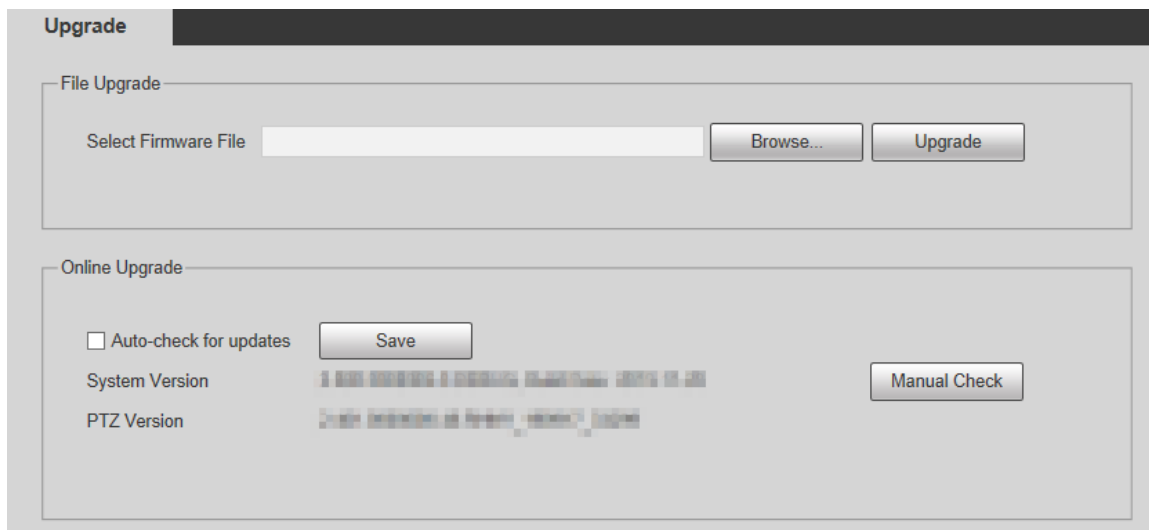 Upgrade
File Upgrade
Select Firmware File Browse... Upgrade
Online Upgrade
Auto-check for updates Save
System Version Manual Check
PTZ Version